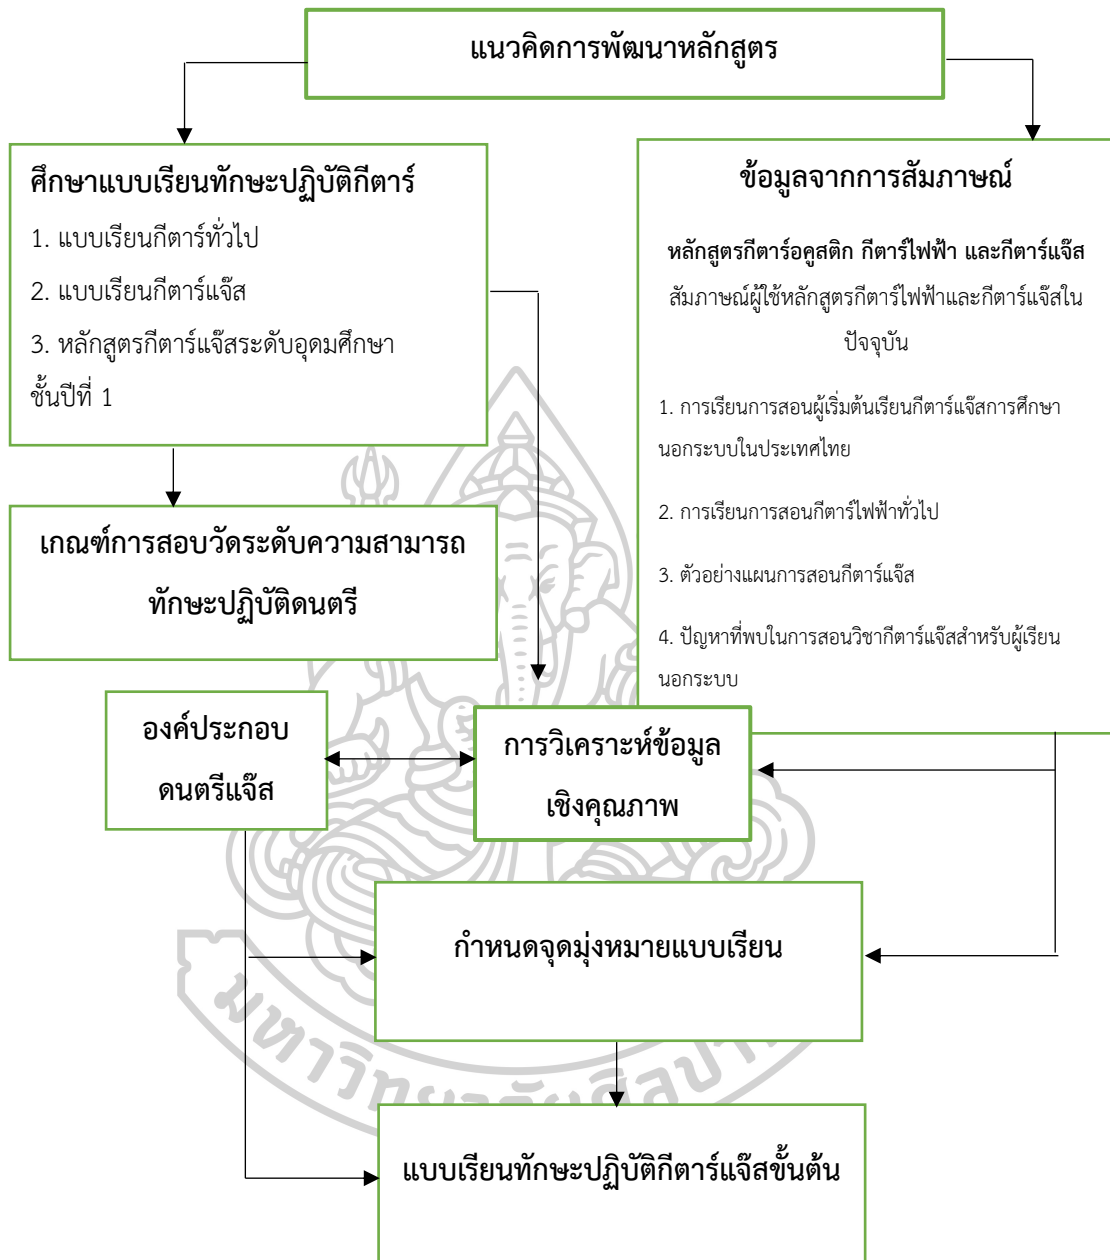 แนวคิดการพัฒนาหลักสูตร
ศึกษาแบบเรียนทักษะปฏิบัติกีตาร์
1. แบบเรียนกีตาร์ทั่วไป
2. แบบเรียนกีตาร์แจ๊ส
3. หลักสูตรกีตาร์แจ๊สระดับอุดมศึกษา
ชั้นปีที่ 1
ข้อมูลจากการสัมภาษณ์
หลักสูตรกีตาร์อคูสติก กีตาร์ไฟฟ้า และกีตาร์แจ๊ส
สัมภาษณ์ผู้ใช้หลักสูตรกีตาร์ไฟฟ้าและกีตาร์แจ๊สใน
ปัจจุบัน
1. การเรียนการสอนผู้เริ่มต้นเรียนกีตาร์แจ๊สการศึกษา
นอกระบบในประเทศไทย
2. การเรียนการสอนกีตาร์ไฟฟ้าทั่วไป
3. ตัวอย่างแผนการสอนกีตาร์แจ๊ส
4. ปัญหาที่พบในการสอนวิชากีตาร์แจ๊สสำหรับผู้เรียน
นอกระบบ
เกณฑ์การสอบวัดระดับความสามารถ
ทักษะปฏิบัติดนตรี
องค์ประกอบ
ดนตรีแจ๊ส
การวิเคราะห์ข้อมูล
เชิงคุณภาพ
กำหนดจุดมุ่งหมายแบบเรียน
แบบเรียนทักษะปฏิบัติกีตาร์แจ๊สขั้นต้น